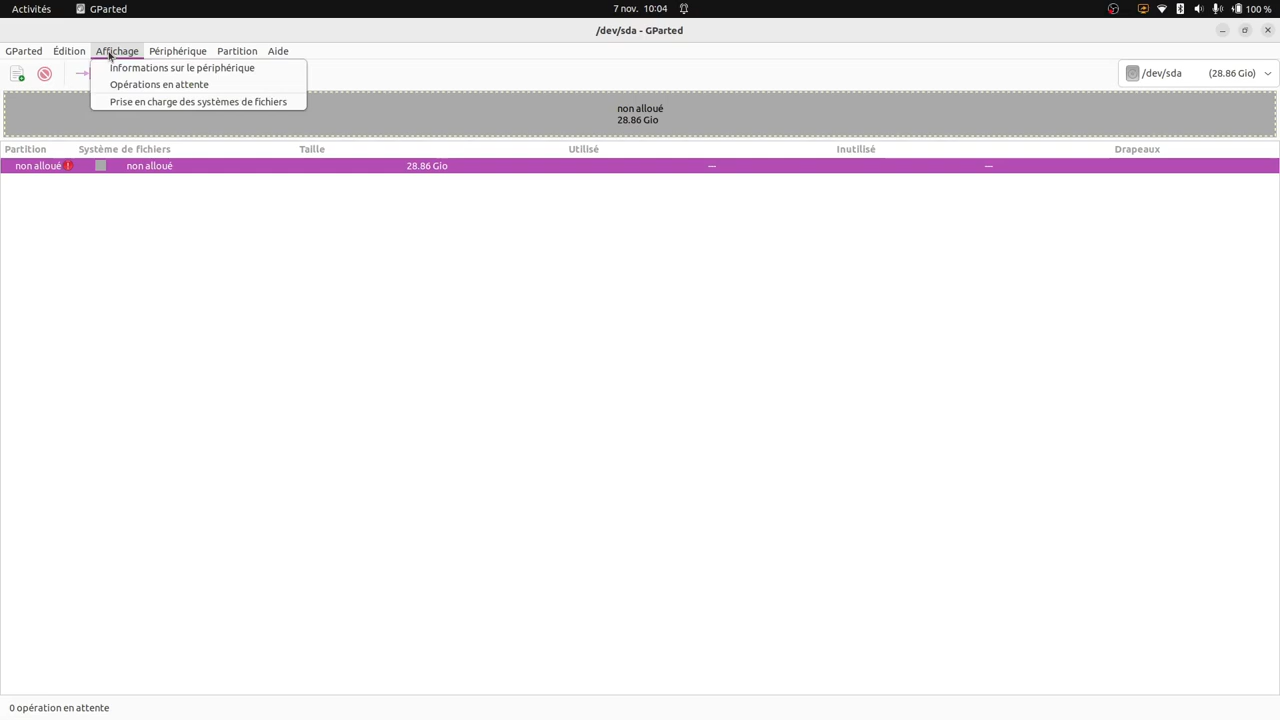 Activités GParted 7 nov. 10:04 100 %
/dev/sda - GParted
GParted Édition Affichage Périphérique Partition Aide
Informations sur le périphérique
Opérations en attente
Prise en charge des systèmes de fichiers
/dev/sda (28.86 Gio)
non alloué
28.86 Gio
Partition Système de fichiers Taille Utilisé Inutilisé Drapeaux
non alloué non alloué 28.86 Gio — —
0 opération en attente